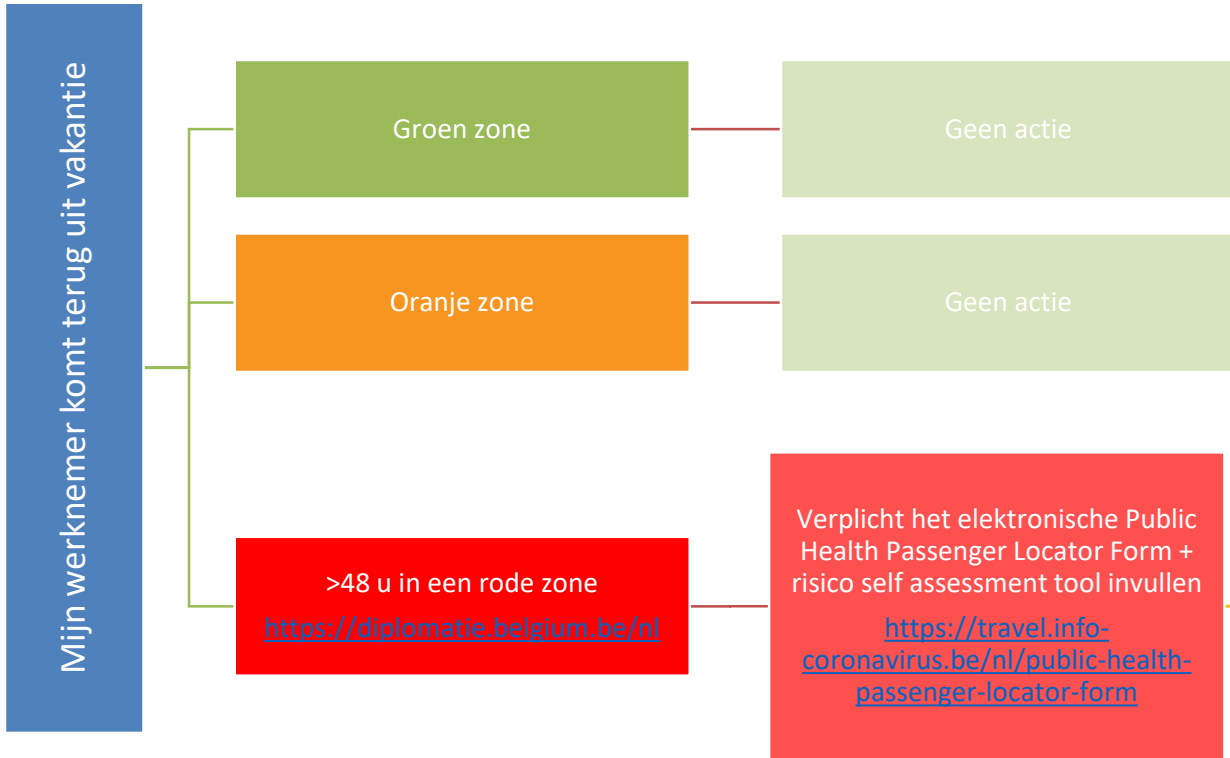 Mijn werknemer komt terug uit vakantie
Groen zone
Geen actie
Oranje zone
Geen actie
>48 u in een rode zone
https://diplomatie.belgium.be/nl
Verplicht het elektronische Public
Health Passenger Locator Form +
risico self assessment tool invullen
https://travel.info-
coronavirus.be/nl/public-health-
passenger-locator-form